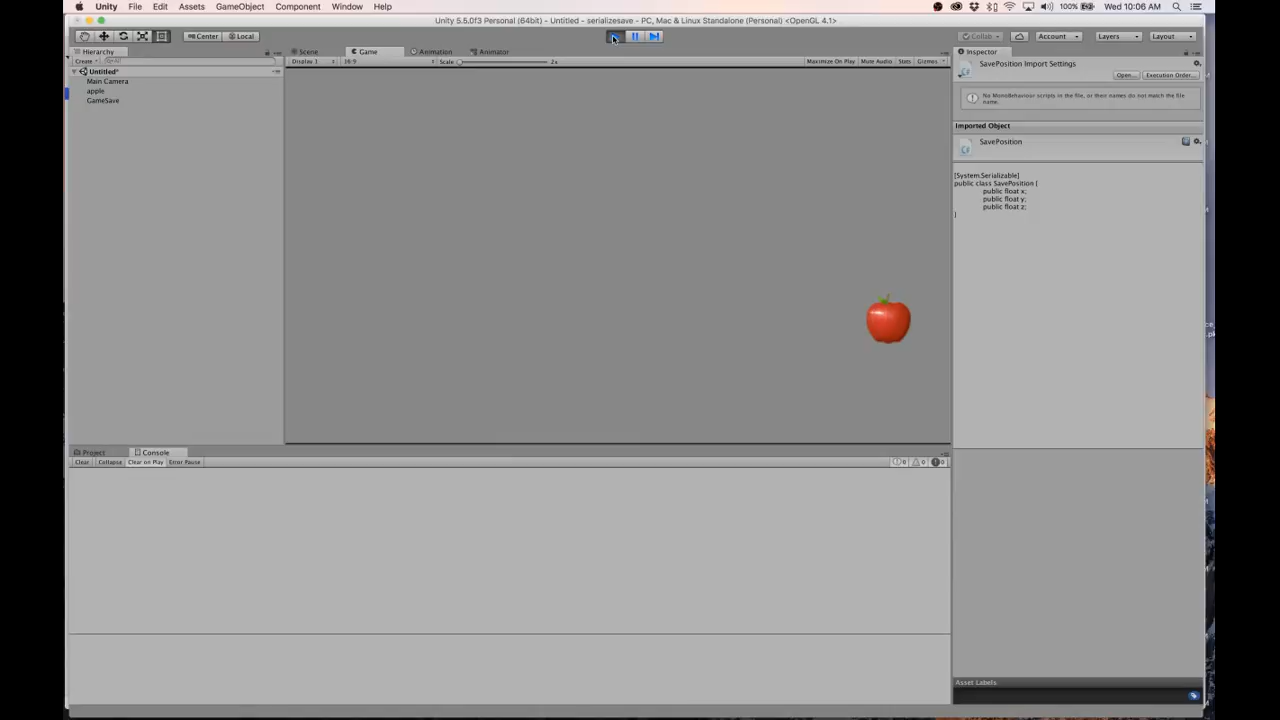 Unity File Edit Assets GameObject Component Window Help 100% Wed 10:06 AM
Unity 5.5.0f3 Personal (64bit) - Untitled - serializesave - PC, Mac & Linux Standalone (Personal) <OpenGL 4.1>
Center Local Collab Account Layers Layout
Hierarchy Scene Game Animation Animator Inspector
Create Display 1 16:9 Scale 2x Maximize On Play Mute Audio Stats Gizmos
SavePosition Import Settings
Untitled*
Open... Execution Order...
Main Camera
apple
GameSave
No MonoBehaviour scripts in the file, or their names do not match the file
name.
Imported Object
SavePosition
[System.Serializable]
public class SavePosition {
public float x;
public float y;
public float z;
}
Project Console
Clear Collapse Clear on Play Error Pause 0 0 0
Asset Labels